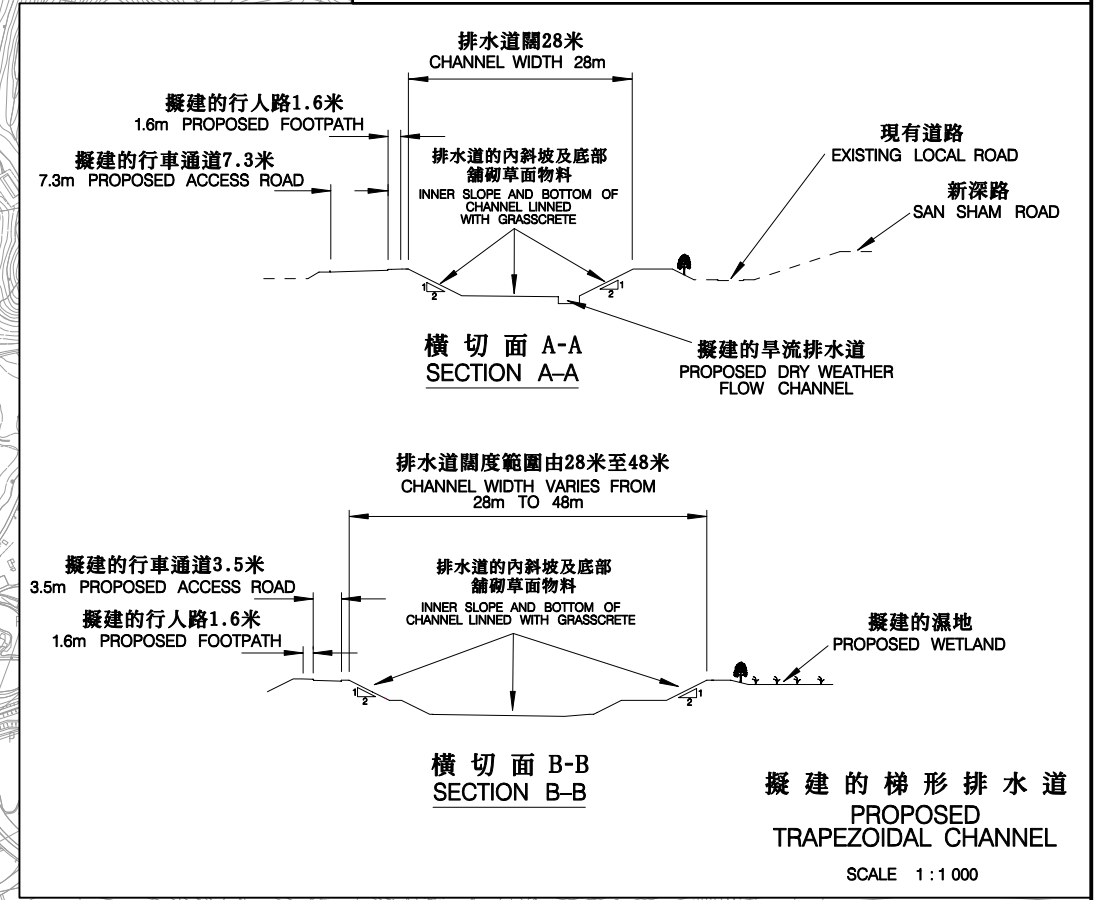 排水道闊28米
CHANNEL WIDTH 28m
擬建的行人路1.6米
1.6m PROPOSED FOOTPATH
擬建的行車通道7.3米
7.3m PROPOSED ACCESS ROAD
排水道的內斜坡及底部
舖砌草面物料
INNER SLOPE AND BOTTOM OF
CHANNEL LINNED
WITH GRASSCRETE
現有道路
EXISTING LOCAL ROAD
新深路
SAN SHAM ROAD
1
2
1
2
擬建的旱流排水道
PROPOSED DRY WEATHER
FLOW CHANNEL
橫切面 A-A
SECTION A–A
排水道闊度範圍由28米至48米
CHANNEL WIDTH VARIES FROM
28m TO 48m
擬建的行車通道3.5米
3.5m PROPOSED ACCESS ROAD
擬建的行人路1.6米
1.6m PROPOSED FOOTPATH
排水道的內斜坡及底部
舖砌草面物料
INNER SLOPE AND BOTTOM OF
CHANNEL LINNED WITH GRASSCRETE
擬建的濕地
PROPOSED WETLAND
1
2
1
2
橫切面 B-B
SECTION B–B
擬建的梯形排水道
PROPOSED
TRAPEZOIDAL CHANNEL
SCALE 1 : 1 000